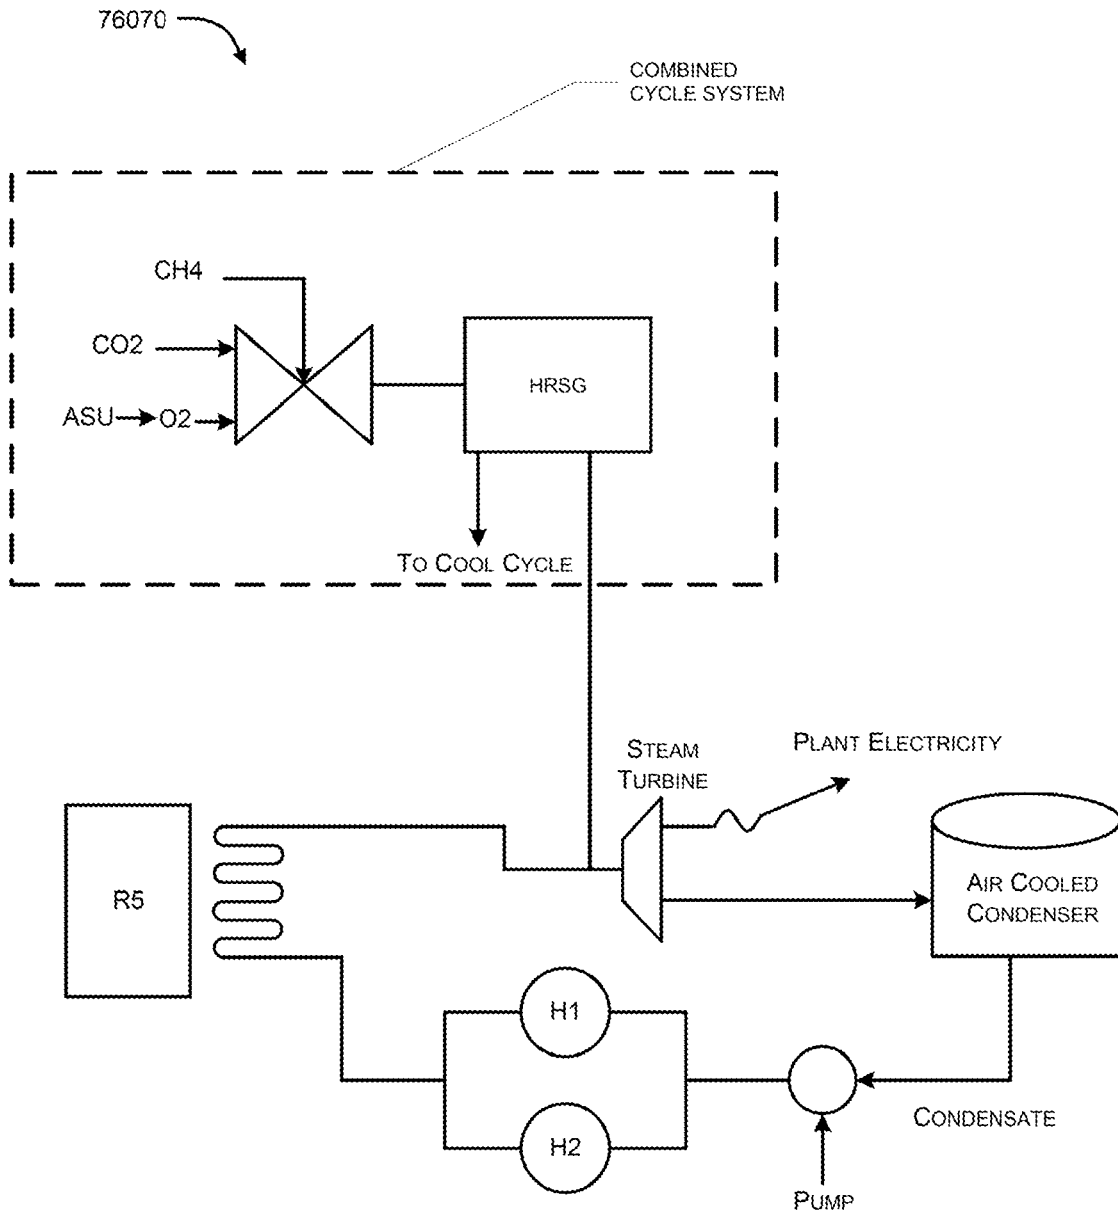 76070
COMBINED
CYCLE SYSTEM
CH4
CO2
ASU O2
HRSG
TO COOL CYCLE
STEAM
TURBINE
PLANT ELECTRICITY
R5
AIR COOLED
CONDENSER
H1
H2
CONDENSATE
PUMP